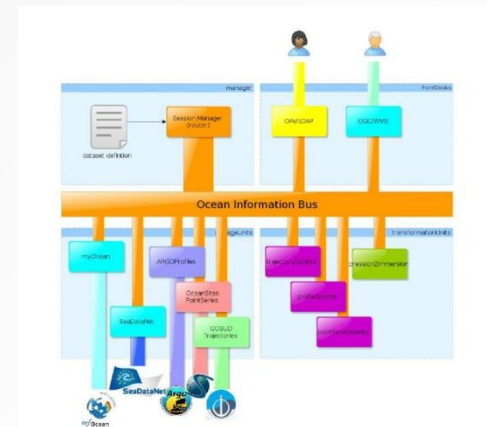 manager
frontDesks
Session Manager
(router)
OPeNDAP
OGC/WMS
dataset defintion
Ocean Information Bus
transformationUnits
myOcean
ARGOProfiles
OceanSites
PointSeries
SeaDataNet
GOSUD
Trajectories
SeaDataNet
Argo
myOcean